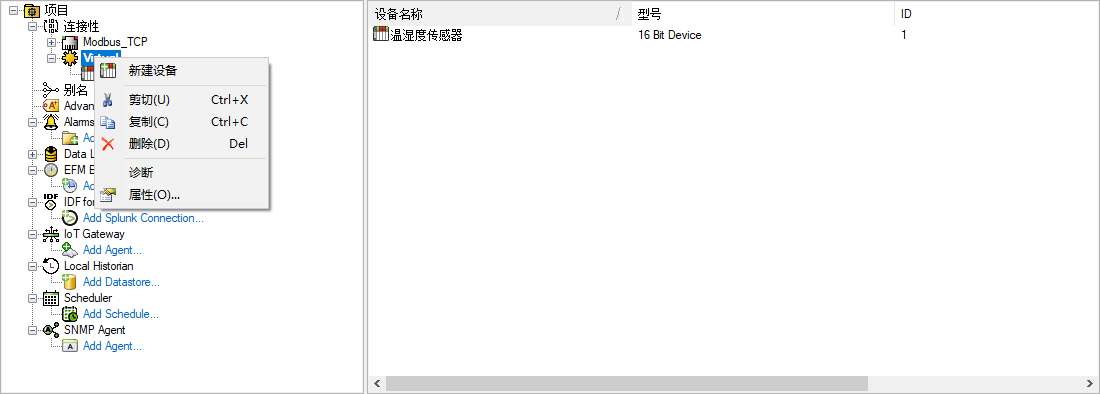 项目
连接性
Modbus_TCP
Virtual
别名
Advan
Alarms
Ad
Data L
EFM E
Ad
IDF for
Add Splunk Connection...
IoT Gateway
Add Agent...
Local Historian
Add Datastore...
Scheduler
Add Schedule...
SNMP Agent
Add Agent...
新建设备
剪切(U) Ctrl+X
复制(C) Ctrl+C
删除(D) Del
诊断
属性(O)...
设备名称 型号 ID
温湿度传感器 16 Bit Device 1